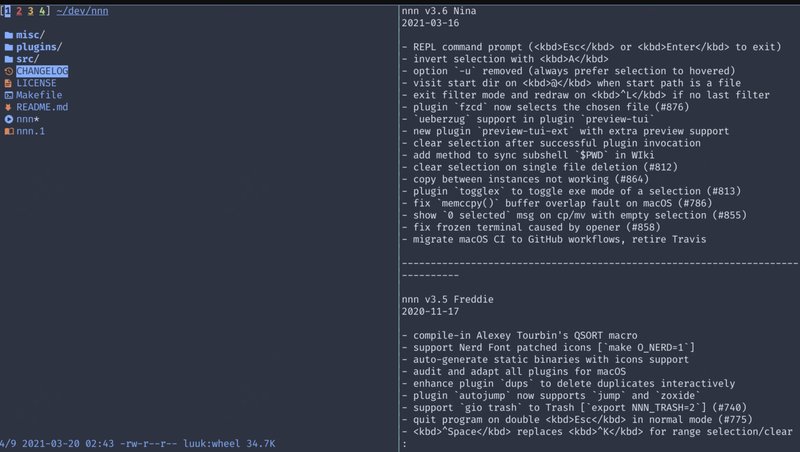 [1 2 3 4] ~/dev/nnn
misc/
plugins/
src/
CHANGELOG
LICENSE
Makefile
README.md
nnn*
nnn.1
4/9 2021-03-20 02:43 -rw-r--r-- luuk:wheel 34.7K
nnn v3.6 Nina
2021-03-16
- REPL command prompt (<kbd>Esc</kbd> or <kbd>Enter</kbd> to exit)
- invert selection with <kbd>A</kbd>
- option `-u` removed (always prefer selection to hovered)
- visit start dir on <kbd>@</kbd> when start path is a file
- exit filter mode and redraw on <kbd>^L</kbd> if no last filter
- plugin `fzcd` now selects the chosen file (#876)
- `ueberzug` support in plugin `preview-tui`
- new plugin `preview-tui-ext` with extra preview support
- clear selection after successful plugin invocation
- add method to sync subshell `$PWD` in WIki
- clear selection on single file deletion (#812)
- copy between instances not working (#864)
- plugin `togglex` to toggle exe mode of a selection (#813)
- fix `memccpy()` buffer overlap fault on macOS (#786)
- show `0 selected` msg on cp/mv with empty selection (#855)
- fix frozen terminal caused by opener (#858)
- migrate macOS CI to GitHub workflows, retire Travis
-------------------------------------------------------------------
----------
nnn v3.5 Freddie
2020-11-17
- compile-in Alexey Tourbin's QSORT macro
- support Nerd Font patched icons [`make O_NERD=1`]
- auto-generate static binaries with icons support
- audit and adapt all plugins for macOS
- enhance plugin `dups` to delete duplicates interactively
- plugin `autojump` now supports `jump` and `zoxide`
- support `gio trash` to Trash [`export NNN_TRASH=2`] (#740)
- quit program on double <kbd>Esc</kbd> in normal mode (#775)
- <kbd>^Space</kbd> replaces <kbd>^K</kbd> for range selection/clear
: